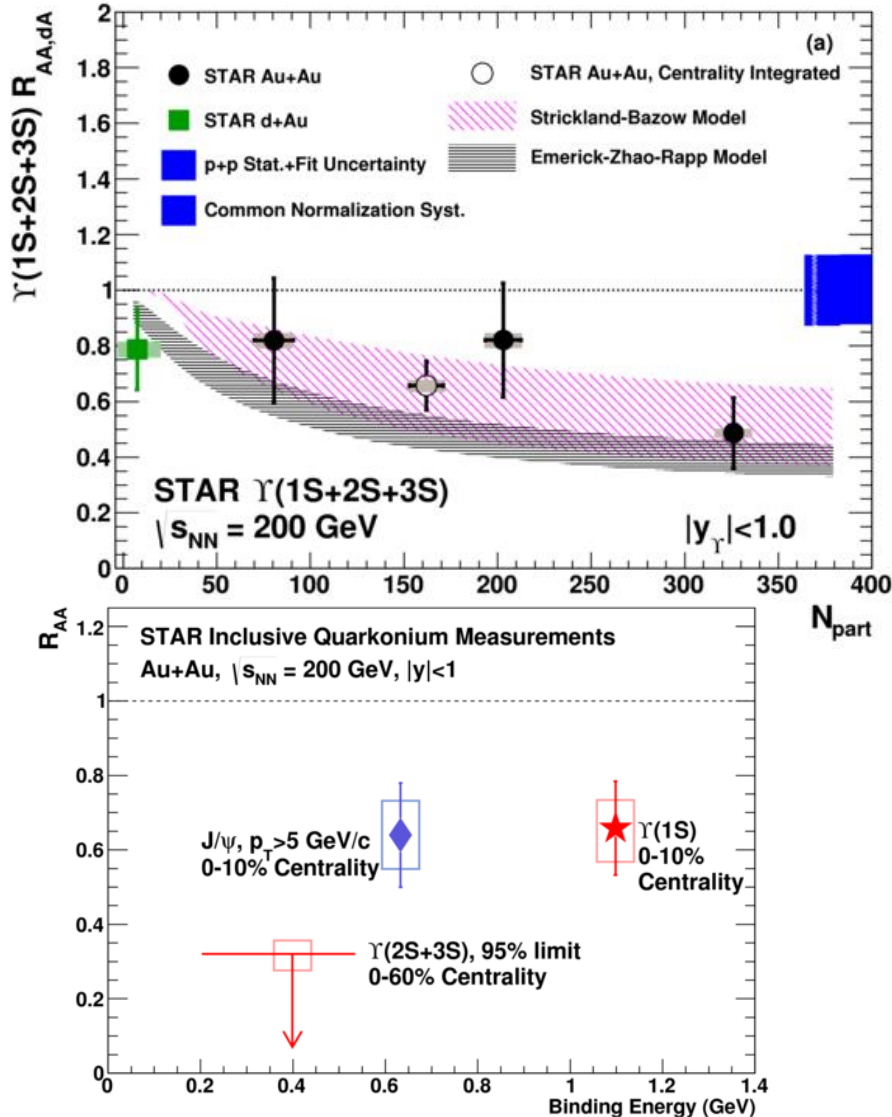 ϒ(1S+2S+3S) R_AA,dA
2
1.8
1.6
1.4
1.2
1
0.8
0.6
0.4
0.2
0
(a)
STAR Au+Au
STAR d+Au
p+p Stat.+Fit Uncertainty
Common Normalization Syst.
STAR Au+Au, Centrality Integrated
Strickland-Bazow Model
Emerick-Zhao-Rapp Model
STAR ϒ(1S+2S+3S)
√s_NN = 200 GeV
|y_ϒ|<1.0
0 50 100 150 200 250 300 350 400
N_part
R_AA
1.2
1
0.8
0.6
0.4
0.2
0
STAR Inclusive Quarkonium Measurements
Au+Au, √s_NN = 200 GeV, |y|<1
J/ψ, p_T>5 GeV/c
0-10% Centrality
ϒ(1S)
0-10%
Centrality
ϒ(2S+3S), 95% limit
0-60% Centrality
0 0.2 0.4 0.6 0.8 1 1.2 1.4
Binding Energy (GeV)